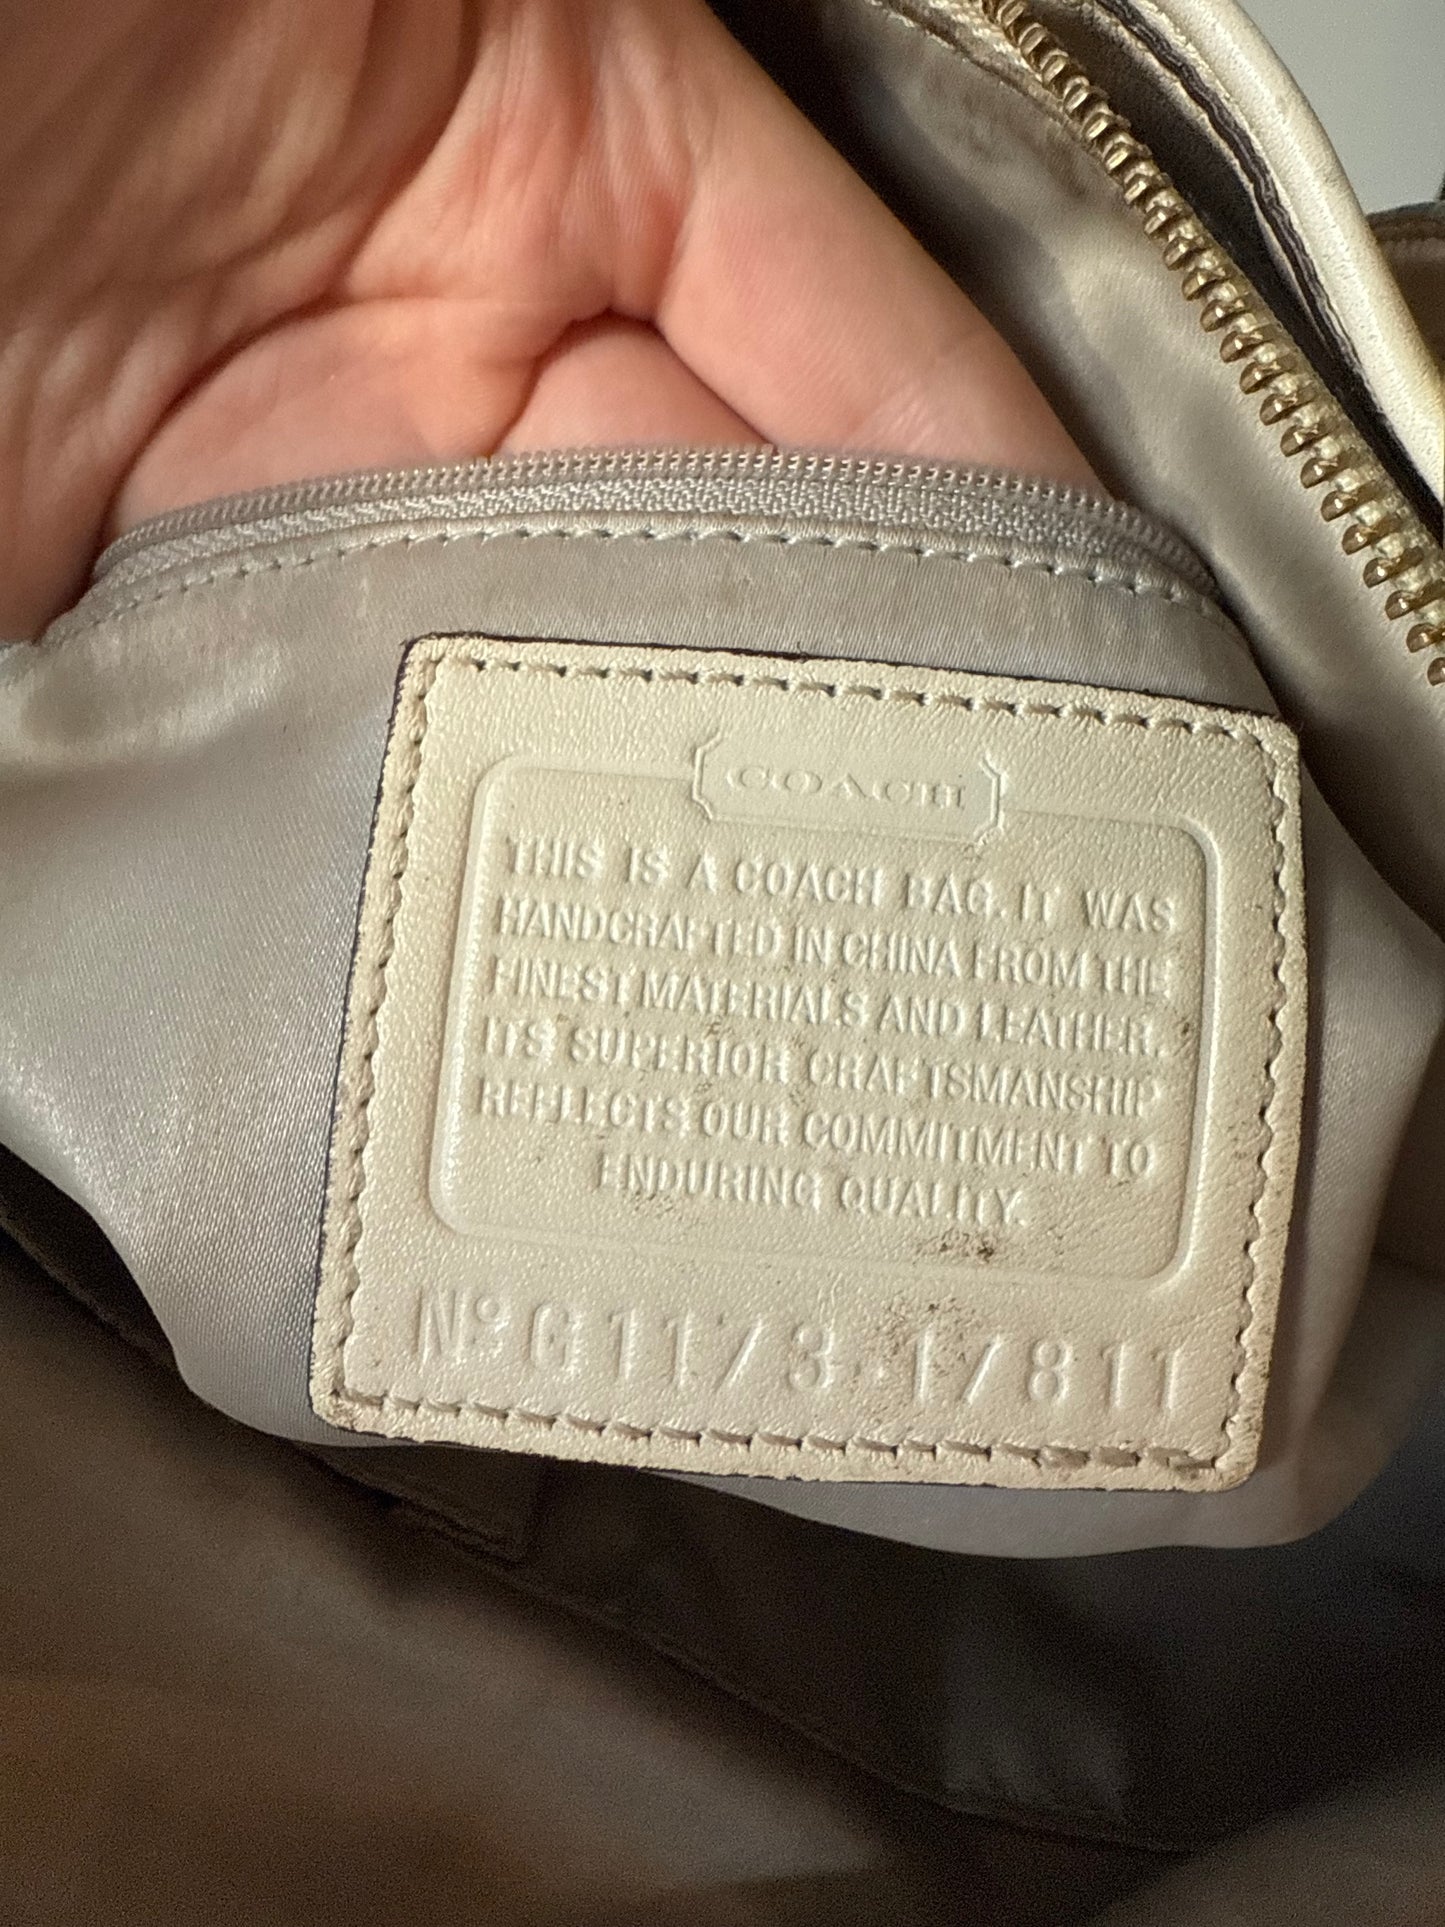 COACH
THIS IS A COACH BAG. IT WAS
HANDCRAFTED IN CHINA FROM THE
FINEST MATERIALS AND LEATHER.
ITS SUPERIOR CRAFTSMANSHIP
REFLECTS OUR COMMITMENT TO
ENDURING QUALITY.
Nº G1173-17811